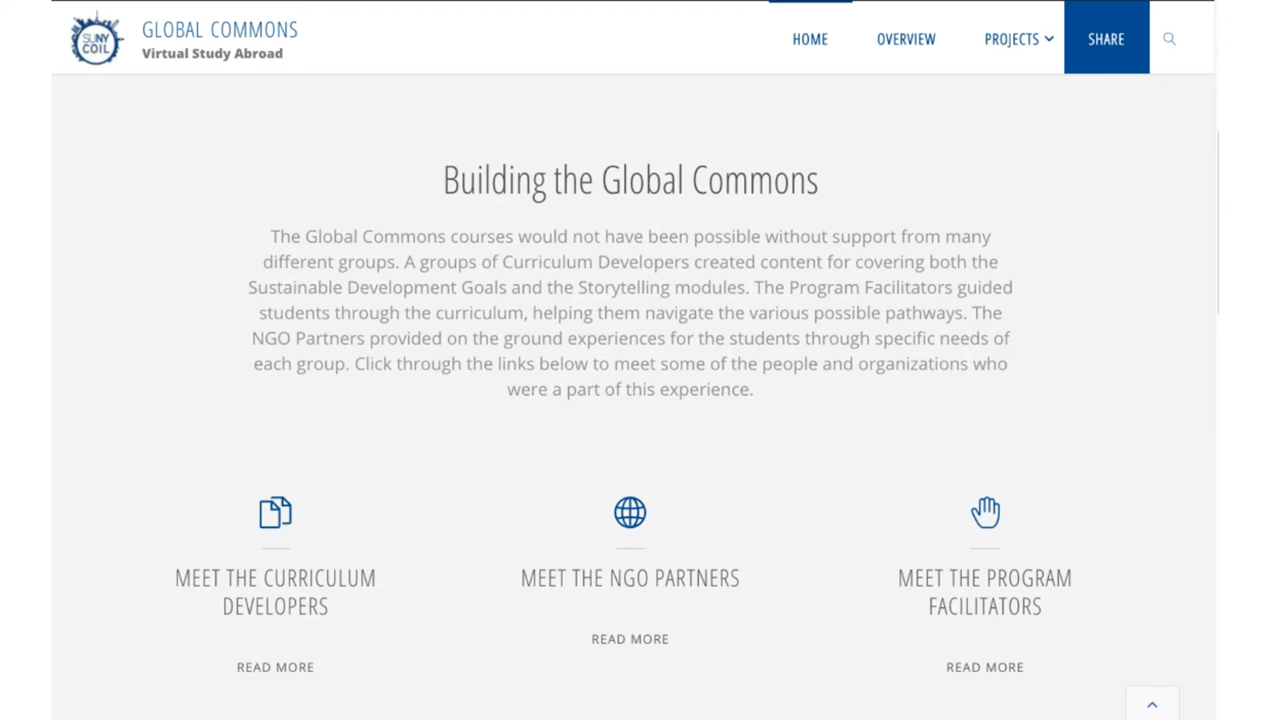 SUNY
COIL
GLOBAL COMMONS
Virtual Study Abroad
HOME
OVERVIEW
PROJECTS
SHARE
Building the Global Commons
The Global Commons courses would not have been possible without support from many
different groups. A groups of Curriculum Developers created content for covering both the
Sustainable Development Goals and the Storytelling modules. The Program Facilitators guided
students through the curriculum, helping them navigate the various possible pathways. The
NGO Partners provided on the ground experiences for the students through specific needs of
each group. Click through the links below to meet some of the people and organizations who
were a part of this experience.
MEET THE CURRICULUM
DEVELOPERS
READ MORE
MEET THE NGO PARTNERS
READ MORE
MEET THE PROGRAM
FACILITATORS
READ MORE